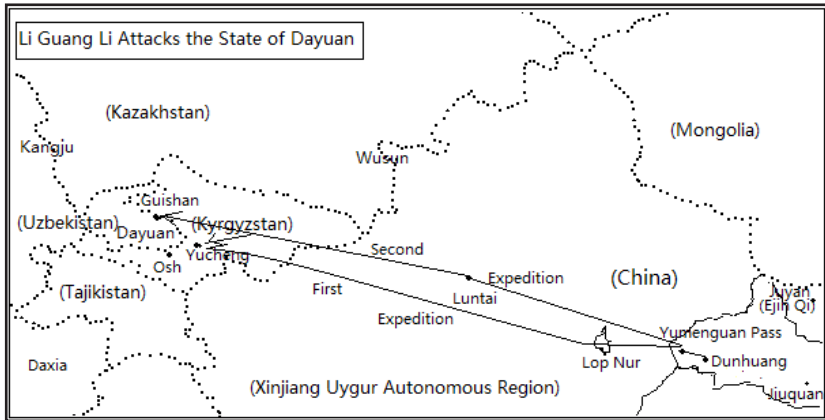 Li Guang Li Attacks the State of Dayuan
(Kazakhstan)
(Mongolia)
Kangju
Wusun
Guishan
(Uzbekistan)
(Kyrgyzstan)
Dayuan
Yucheng
Osh
Second
Expedition
(China)
(Tajikistan)
First
Luntai
Juyan
(Ejin Qi)
Expedition
Yumenguan Pass
Daxia
Lop Nur
Dunhuang
(Xinjiang Uygur Autonomous Region)
Jiuquan